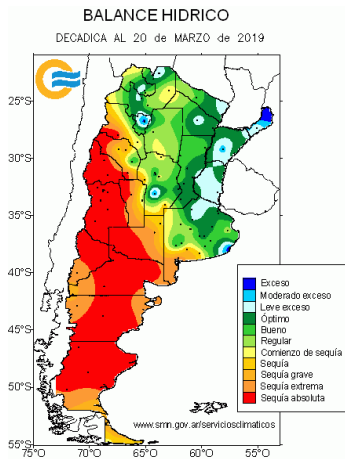 BALANCE HIDRICO
DECADICA AL 20 de MARZO de 2019
25°S
30°S
35°S
40°S
45°S
50°S
55°S
75°S
70°S
65°S
60°S
55°S
Exceso
Moderado exceso
Leve exceso
Óptimo
Bueno
Regular
Comienzo de sequía
Sequía
Sequía grave
Sequía extrema
Sequía absoluta
www.smn.gov.ar/serviciosclimaticos